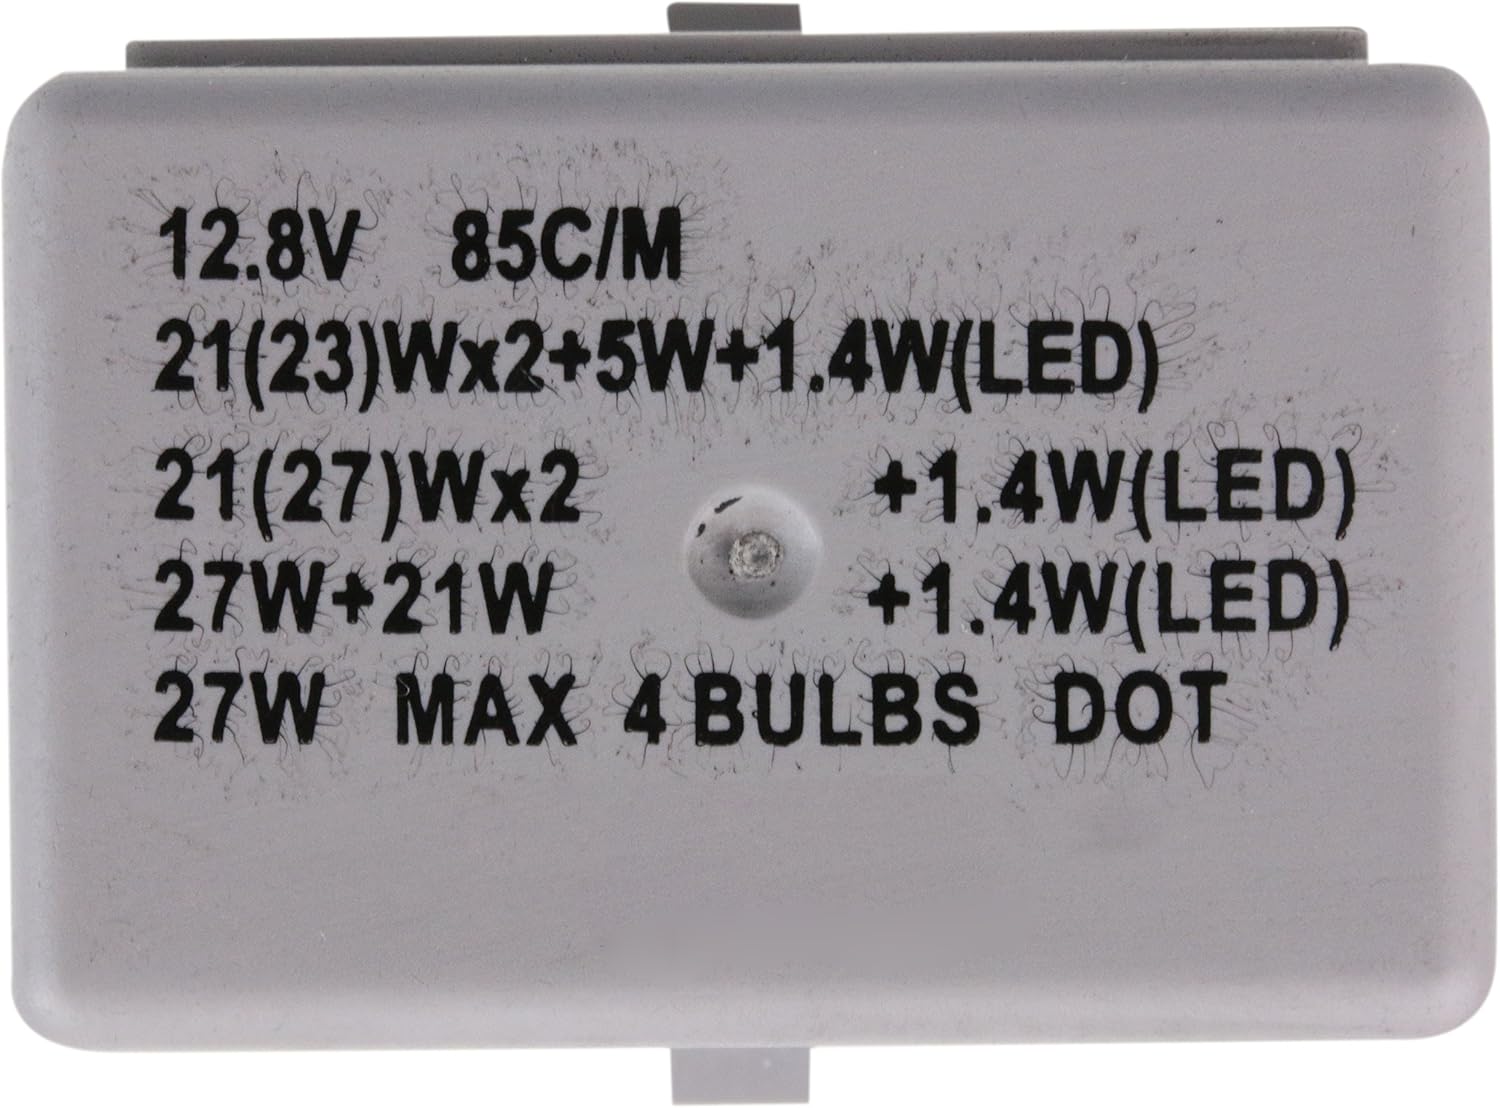 12.8V 85C/M
21(23)Wx2+5W+1.4W(LED)
21(27)Wx2 +1.4W(LED)
27W+21W +1.4W(LED)
27W MAX 4 BULBS DOT